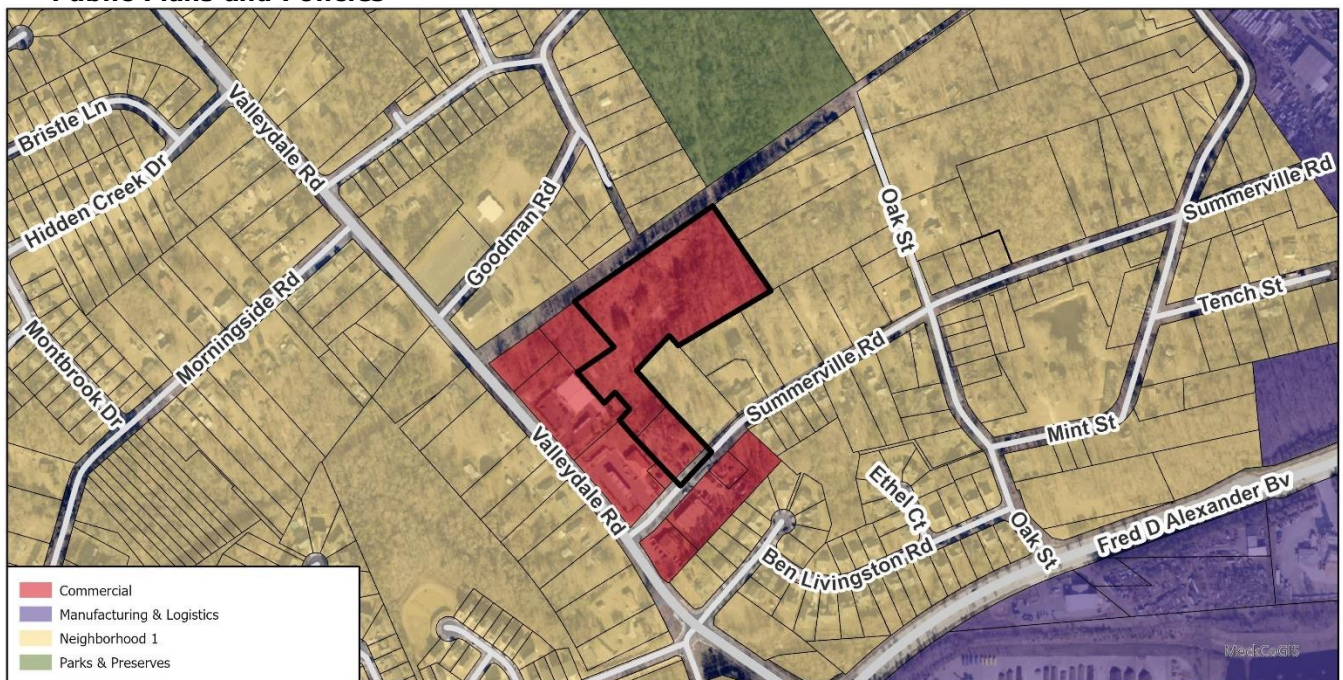 Public Plans and Policies
Bristle Ln
Hidden Creek Dr
Valleydale Rd
Goodman Rd
Morningside Rd
Montbrook Dr
Oak St
Summerville Rd
Tench St
Summerville Rd
Mint St
Valleydale Rd
Ethel Ct
Ben Livingston Rd
Oak St
Fred D Alexander Bv
Commercial
Manufacturing & Logistics
Neighborhood 1
Parks & Preserves
MeckCoGIS